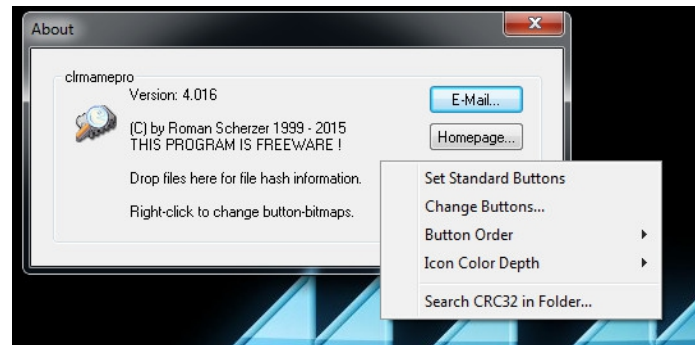 About
clrmamepro
Version: 4.016
E-Mail...
(C) by Roman Scherzer 1999 - 2015
THIS PROGRAM IS FREEWARE !
Homepage...
Drop files here for file hash information.
Right-click to change button-bitmaps.
Set Standard Buttons
Change Buttons...
Button Order
Icon Color Depth
Search CRC32 in Folder...